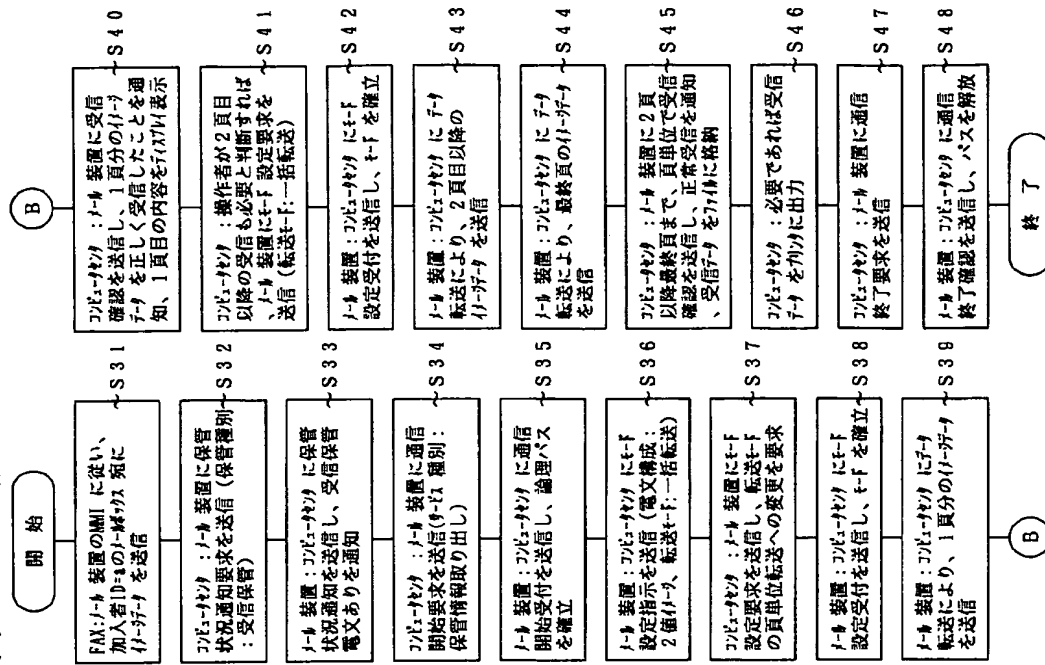 開 始
FAX:メール 装置のMMI に従い、
加入者ID=aのメールボックス 宛に
イメージデータ を送信
~S31
コンピュータセンタ :メール 装置に保管
状況通知要求を送信 (保管種別
:受信保管)
~S32
メール 装置:コンピュータセンタ に保管
状況通知を送信し、受信保管
電文ありを通知
~S33
コンピュータセンタ :メール 装置に通信
開始要求を送信(サービス 種別:
保管情報取り出し)
~S34
メール 装置:コンピュータセンタ に通信
開始受付を送信し、論理パス
を確立
~S35
メール 装置:コンピュータセンタ にモード
設定指示を送信 (電文構成:
2値イメージ、転送モード:一括転送)
~S36
コンピュータセンタ :メール 装置にモード
設定要求を送信し、転送モード
の頁単位転送への変更を要求
~S37
メール 装置:コンピュータセンタ にモード
設定受付を送信し、モード を確立
~S38
メール 装置:コンピュータセンタ にデータ
転送により、1頁分のイメージデータ
を送信
~S39
B
B
コンピュータセンタ :メール 装置に受信
確認を送信し、1頁分のイメージ
データ を正しく受信したことを通
知、1頁目の内容をディスプレイ表示
~S40
コンピュータセンタ :操作者が2頁目
以降の受信も必要と判断すれば
、メール 装置にモード 設定要求を
送信 (転送モード:一括転送)
~S41
メール 装置:コンピュータセンタ にモード
設定受付を送信し、モード を確立
~S42
メール 装置:コンピュータセンタ に データ
転送により、2頁目以降の
イメージデータ を送信
~S43
メール 装置:コンピュータセンタ に データ
転送により、最終頁のイメージデータ
を送信
~S44
コンピュータセンタ :メール 装置に2頁
以降最終頁まで、頁単位で受信
確認を送信し、正常受信を通知
、受信データ をファイルに格納
~S45
コンピュータセンタ :必要であれば受信
データ をプリンタに出力
~S46
コンピュータセンタ :メール 装置に通信
終了要求を送信
~S47
メール 装置:コンピュータセンタ に通信
終了確認を送信し、パスを解放
~S48
終 了